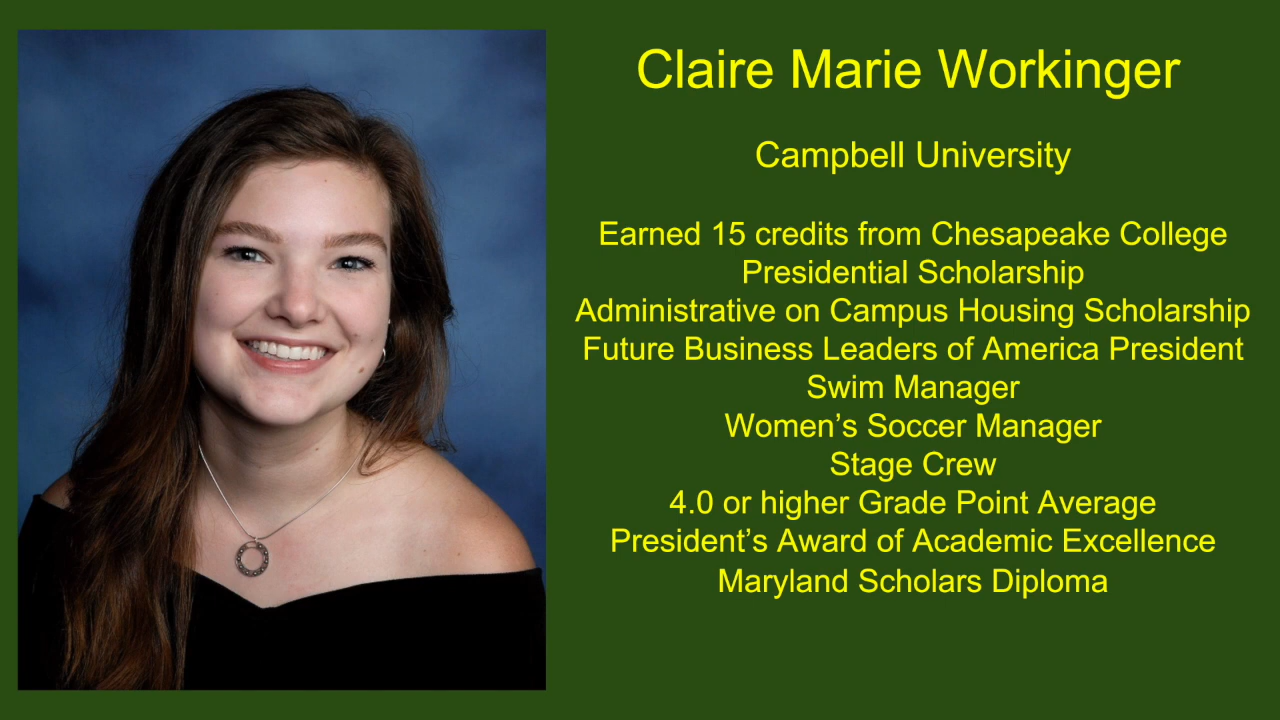 Claire Marie Workinger
Campbell University
Earned 15 credits from Chesapeake College
Presidential Scholarship
Administrative on Campus Housing Scholarship
Future Business Leaders of America President
Swim Manager
Women’s Soccer Manager
Stage Crew
4.0 or higher Grade Point Average
President’s Award of Academic Excellence
Maryland Scholars Diploma